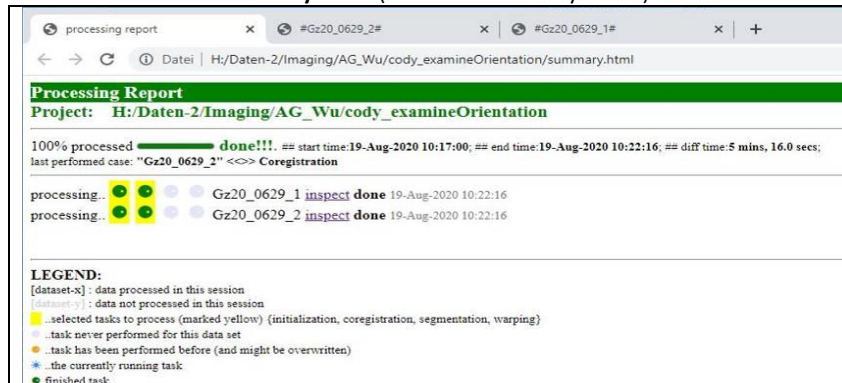 processing report × #Gz20_0629_2# × #Gz20_0629_1# × +
Datei | H:/Daten-2/Imaging/AG_Wu/cody_examineOrientation/summary.html
Processing Report
Project: H:/Daten-2/Imaging/AG_Wu/cody_examineOrientation
100% processed done!!!. ## start time:19-Aug-2020 10:17:00; ## end time:19-Aug-2020 10:22:16; ## diff time:5 mins, 16.0 secs;
last performed case: "Gz20_0629_2" <<>> Coregistration
processing.. Gz20_0629_1 inspect done 19-Aug-2020 10:22:16
processing.. Gz20_0629_2 inspect done 19-Aug-2020 10:22:16
LEGEND:
[dataset-x] : data processed in this session
[dataset-y] : data not processed in this session
..selected tasks to process (marked yellow) {initialization, coregistration, segmentation, warping}
..task never performed for this data set
..task has been performed before (and might be overwritten)
..the currently running task
finished task